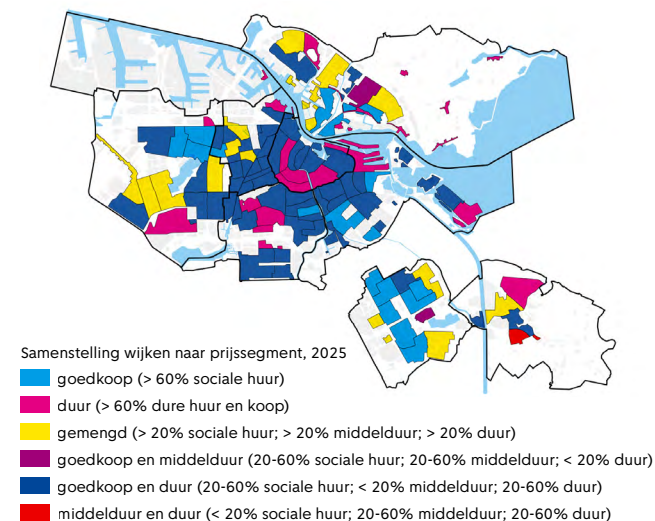 Samenstelling wijken naar prijssegment, 2025
goedkoop (> 60% sociale huur)
duur (> 60% dure huur en koop)
gemengd (> 20% sociale huur; > 20% middelduur; > 20% duur)
goedkoop en middelduur (20-60% sociale huur; 20-60% middelduur; < 20% duur)
goedkoop en duur (20-60% sociale huur; < 20% middelduur; 20-60% duur)
middelduur en duur (< 20% sociale huur; 20-60% middelduur; 20-60% duur)